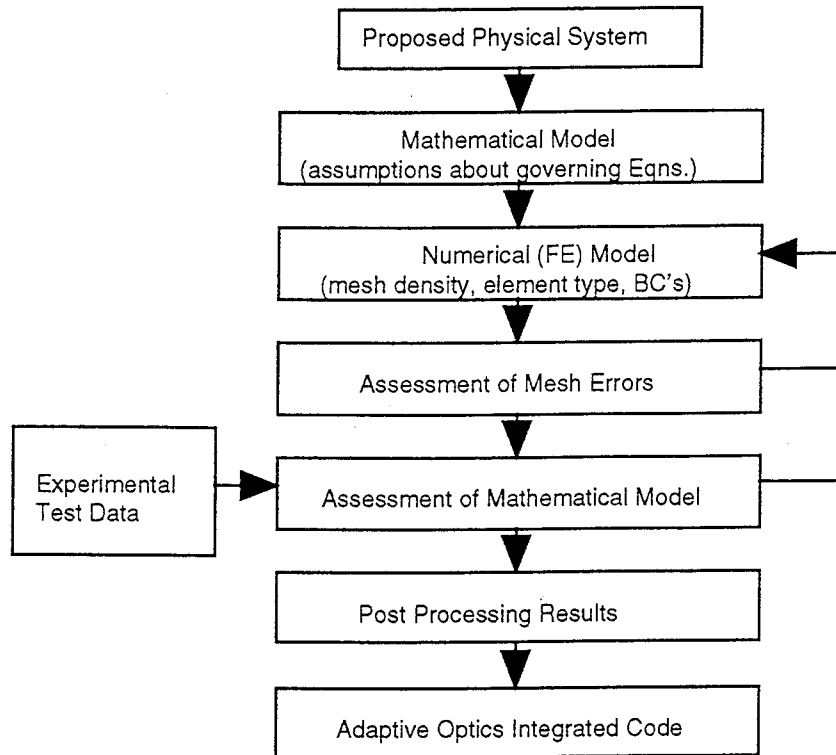 Proposed Physical System
Mathematical Model
(assumptions about governing Eqns.)
Numerical (FE) Model
(mesh density, element type, BC's)
Assessment of Mesh Errors
Experimental
Test Data
Assessment of Mathematical Model
Post Processing Results
Adaptive Optics Integrated Code